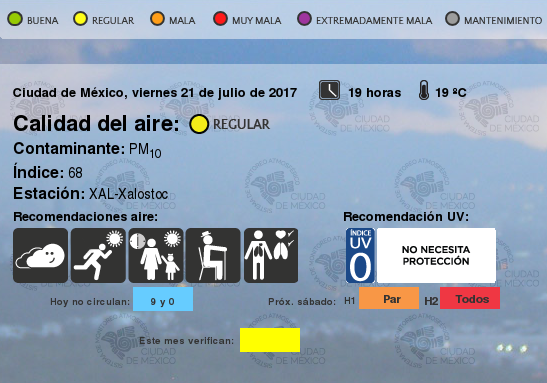 BUENA REGULAR MALA MUY MALA EXTREMADAMENTE MALA MANTENIMIENTO
Ciudad de México, viernes 21 de julio de 2017 19 horas 19 ºC
Calidad del aire: REGULAR
Contaminante: PM10
Índice: 68
Estación: XAL-Xalostoc
Recomendaciones aire: Recomendación UV:
ÍNDICE
UV
0
NO NECESITA
PROTECCIÓN
Hoy no circulan: 9 y 0 Próx. sábado: H1 Par H2 Todos
Este mes verifican:
CIUDAD
DE MÉXICO